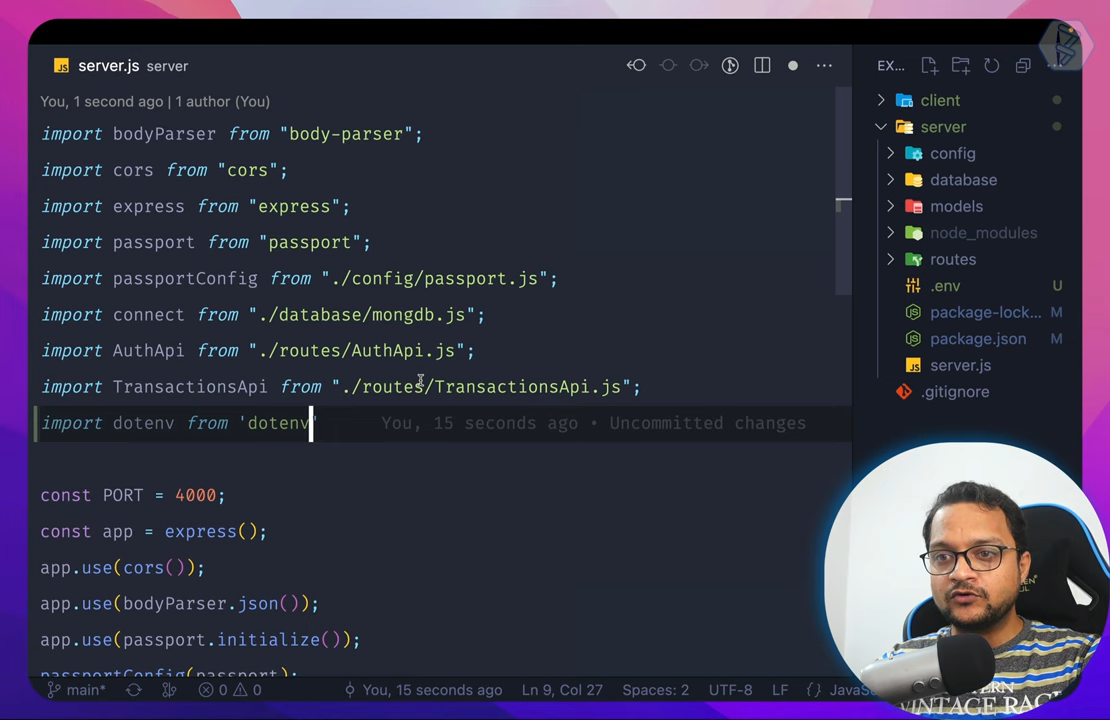 server.js server
EX...
You, 1 second ago | 1 author (You)
import bodyParser from "body-parser";
import cors from "cors";
import express from "express";
import passport from "passport";
import passportConfig from "./config/passport.js";
import connect from "./database/mongdb.js";
import AuthApi from "./routes/AuthApi.js";
import TransactionsApi from "./routes/TransactionsApi.js";
import dotenv from 'dotenv' You, 15 seconds ago • Uncommitted changes
const PORT = 4000;
const app = express();
app.use(cors());
app.use(bodyParser.json());
app.use(passport.initialize());
passportConfig(passport);
client
server
config
database
models
node_modules
routes
.env U
package-lock... M
package.json M
server.js
.gitignore
main* 0 0 You, 15 seconds ago Ln 9, Col 27 Spaces: 2 UTF-8 LF {} JavaS
VINTAGE RAC